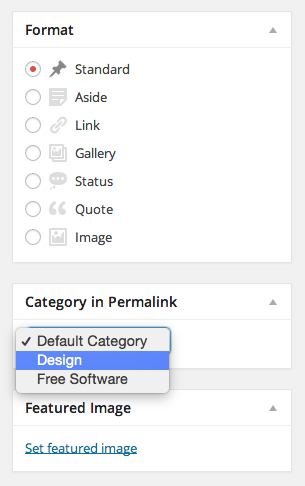 Format
Standard
Aside
Link
Gallery
Status
Quote
Image
Category in Permalink
Default Category
Design
Free Software
Featured Image
Set featured image